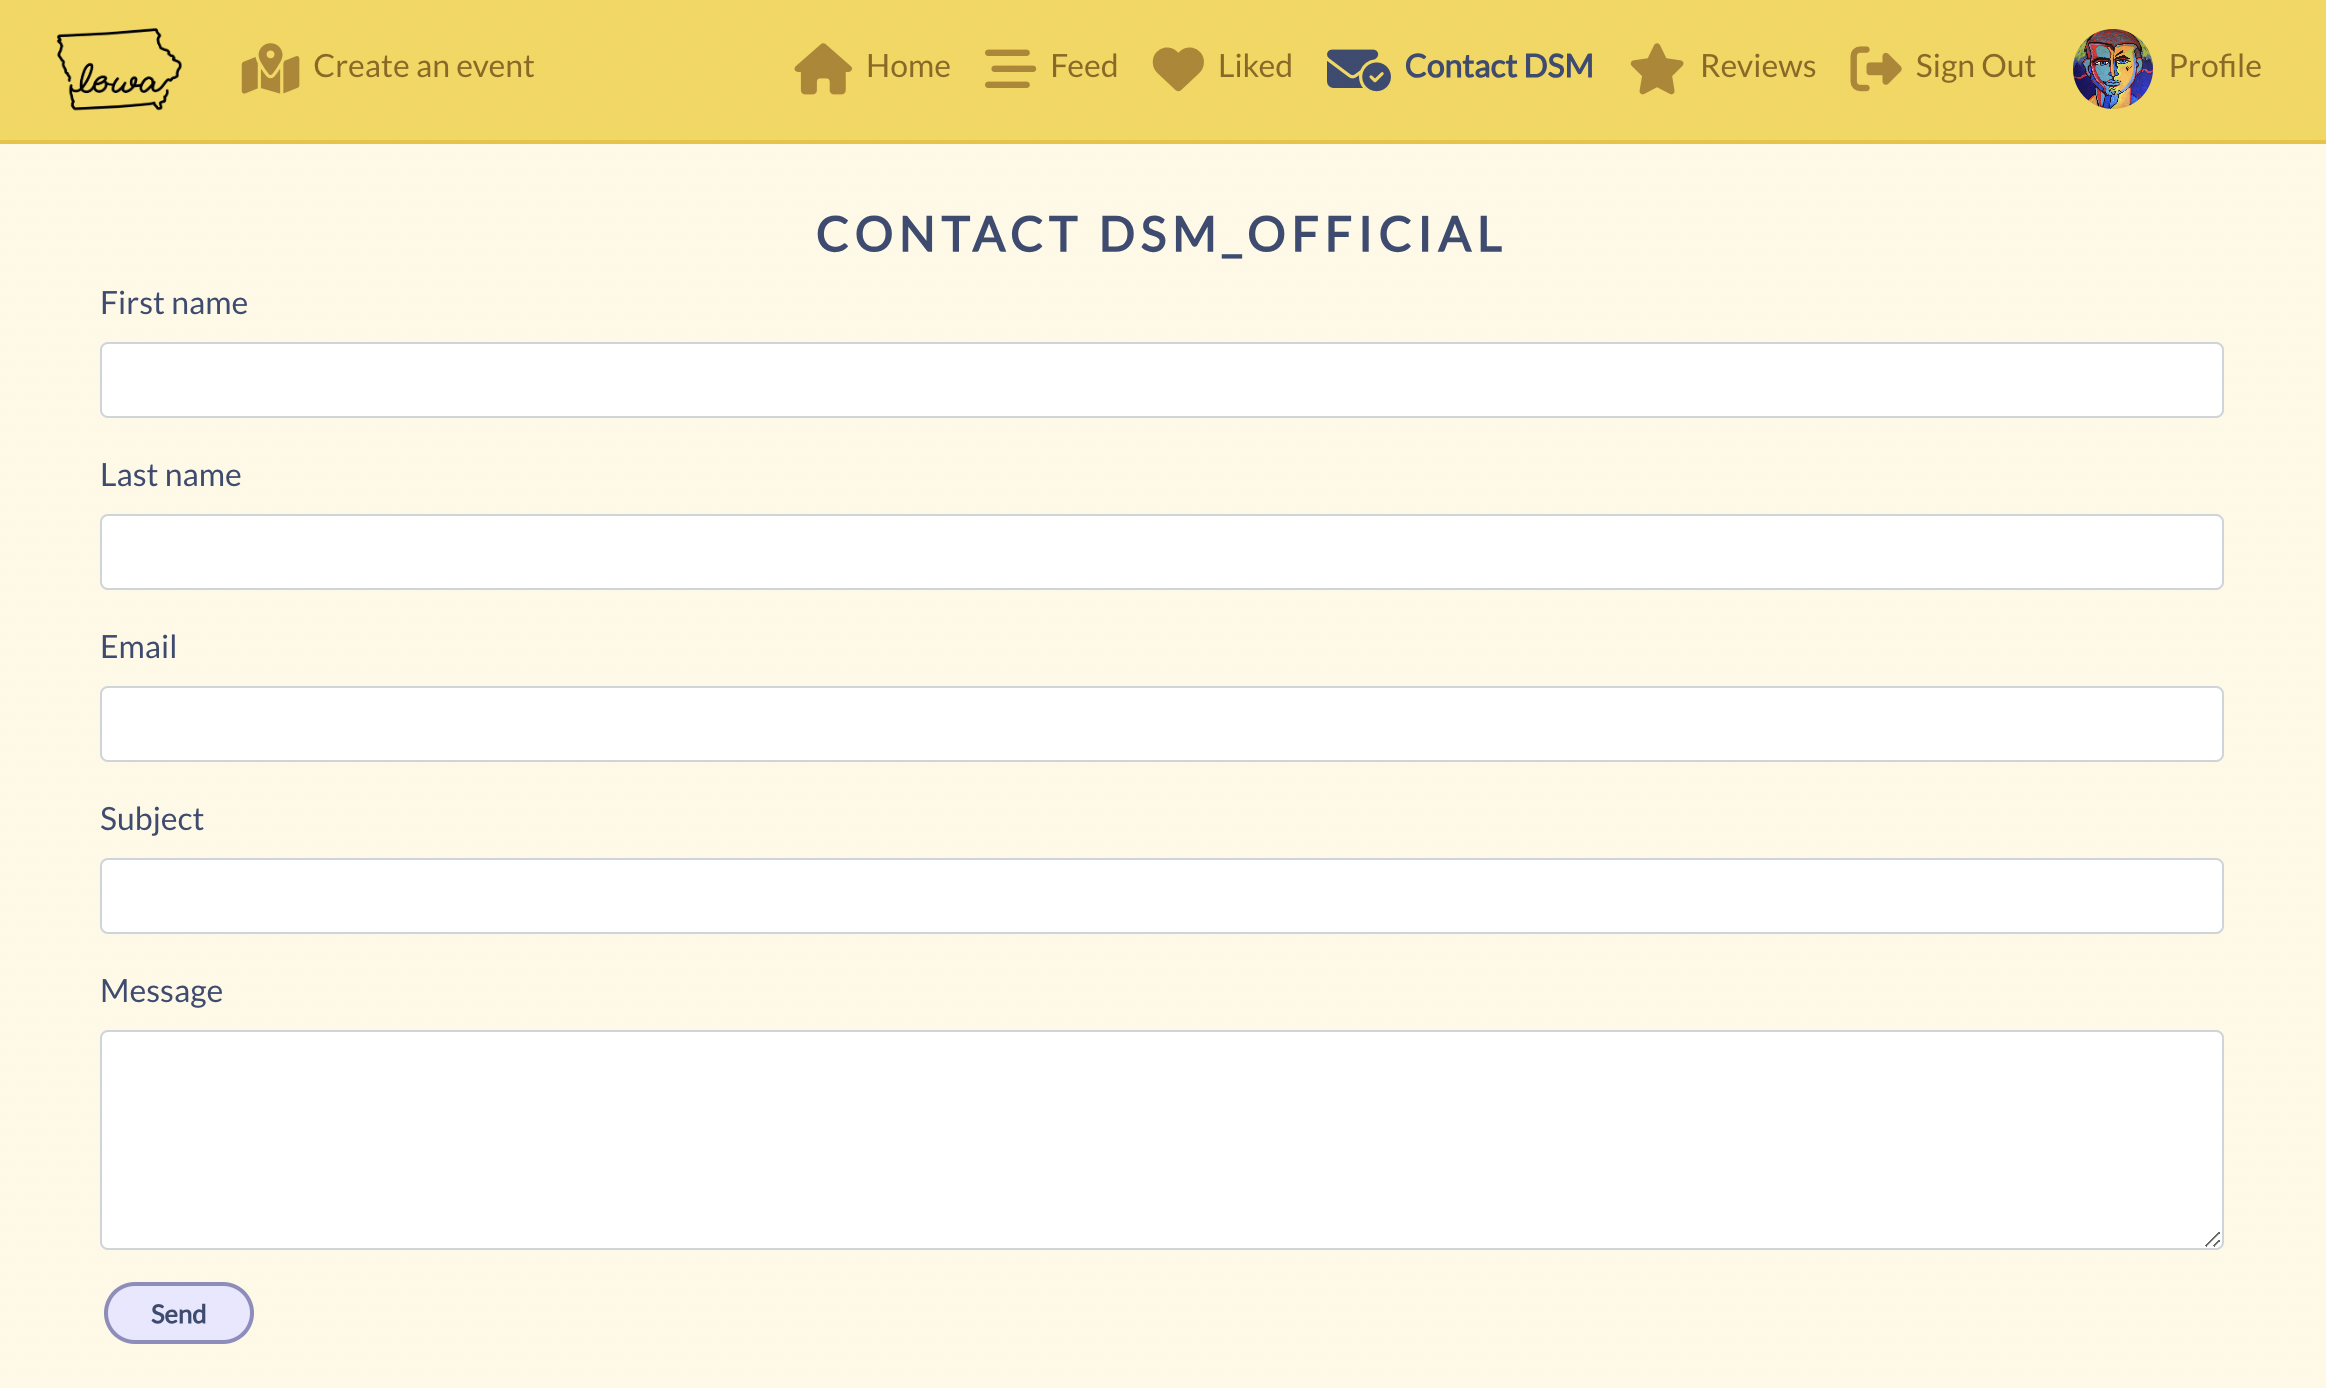 Iowa
Create an event
Home
Feed
Liked
Contact DSM
Reviews
Sign Out
Profile
CONTACT DSM_OFFICIAL
First name
Last name
Email
Subject
Message
Send